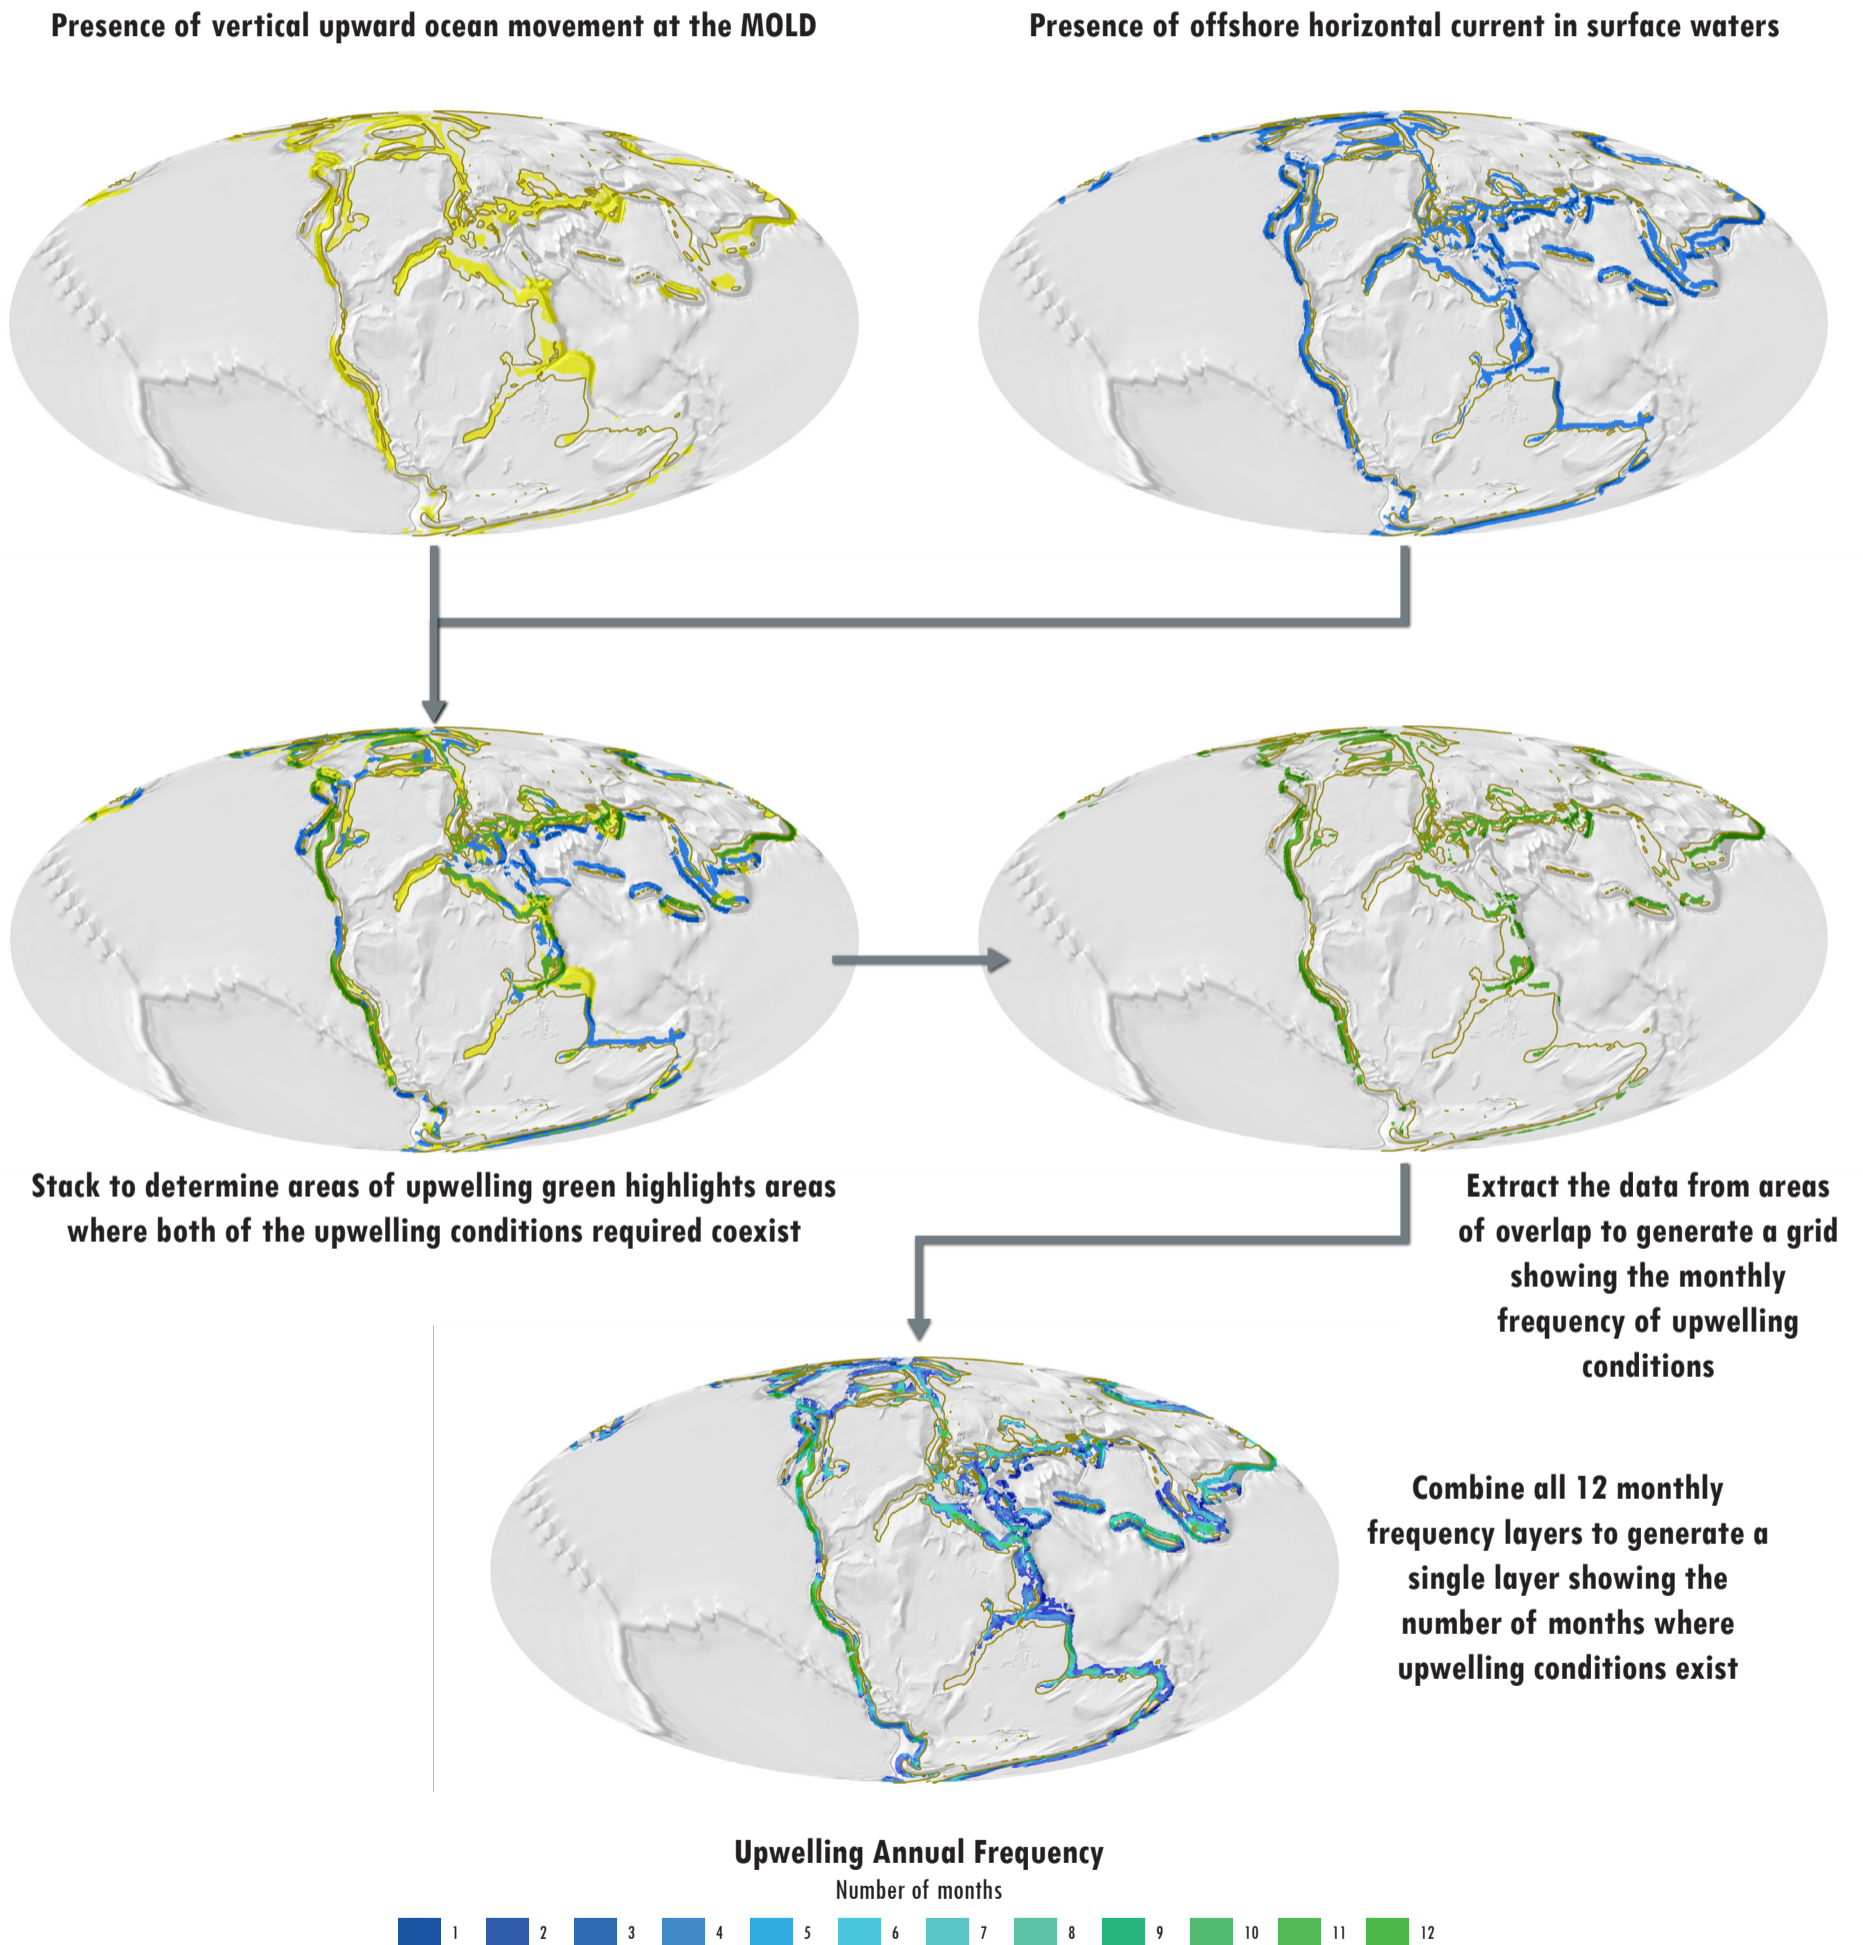 Presence of vertical upward ocean movement at the MOLD
Presence of offshore horizontal current in surface waters
Stack to determine areas of upwelling green highlights areas
where both of the upwelling conditions required coexist
Extract the data from areas
of overlap to generate a grid
showing the monthly
frequency of upwelling
conditions
Combine all 12 monthly
frequency layers to generate a
single layer showing the
number of months where
upwelling conditions exist
Upwelling Annual Frequency
Number of months
1 2 3 4 5 6 7 8 9 10 11 12